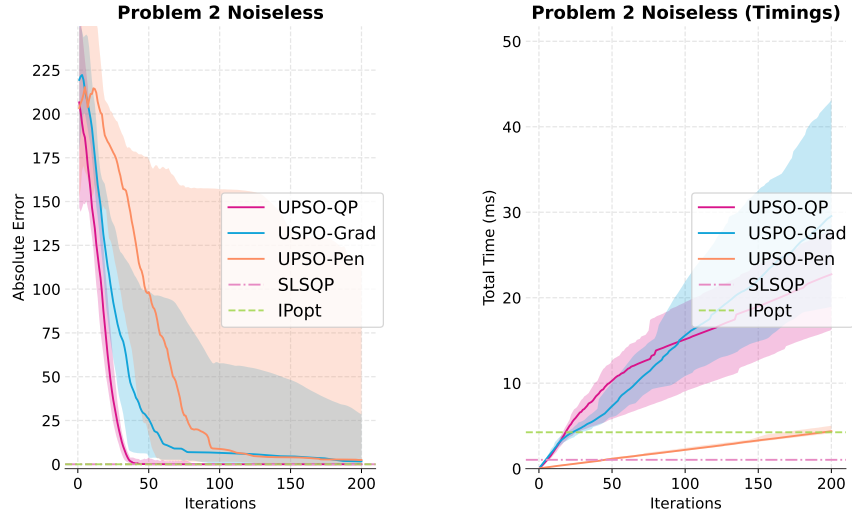 Problem 2 Noiseless
Absolute Error
225
200
175
150
125
100
75
50
25
0
0
50
100
150
200
Iterations
UPSO-QP
USPO-Grad
UPSO-Pen
SLSQP
IPopt
Problem 2 Noiseless (Timings)
Total Time (ms)
50
40
30
20
10
0
0
50
100
150
200
Iterations
UPSO-QP
USPO-Grad
UPSO-Pen
SLSQP
IPopt